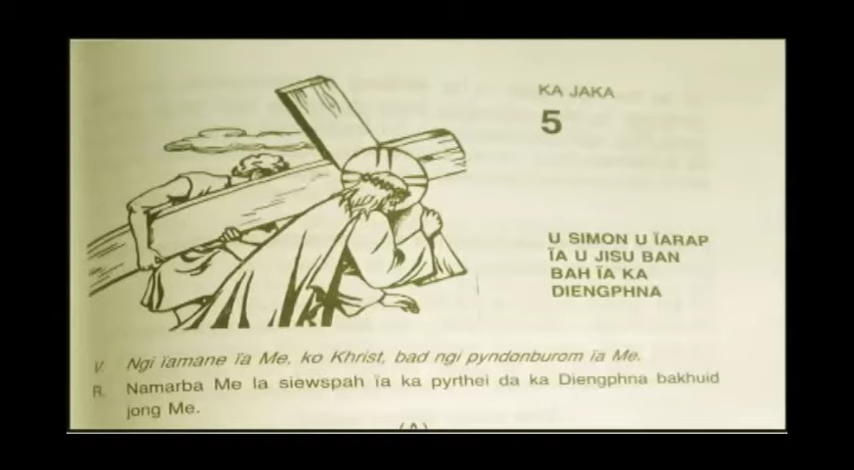 KA JAKA
5
U SIMON U ÏARAP
ÏA U JISU BAN
BAH ÏA KA
DIENGPHNA
V. Ngi ïamane ïa Me, ko Khrist, bad ngi pyndonburom ïa Me.
R. Namarba Me la siewspah ïa ka pyrthei da ka Diengphna bakhuid
jong Me.
(A)